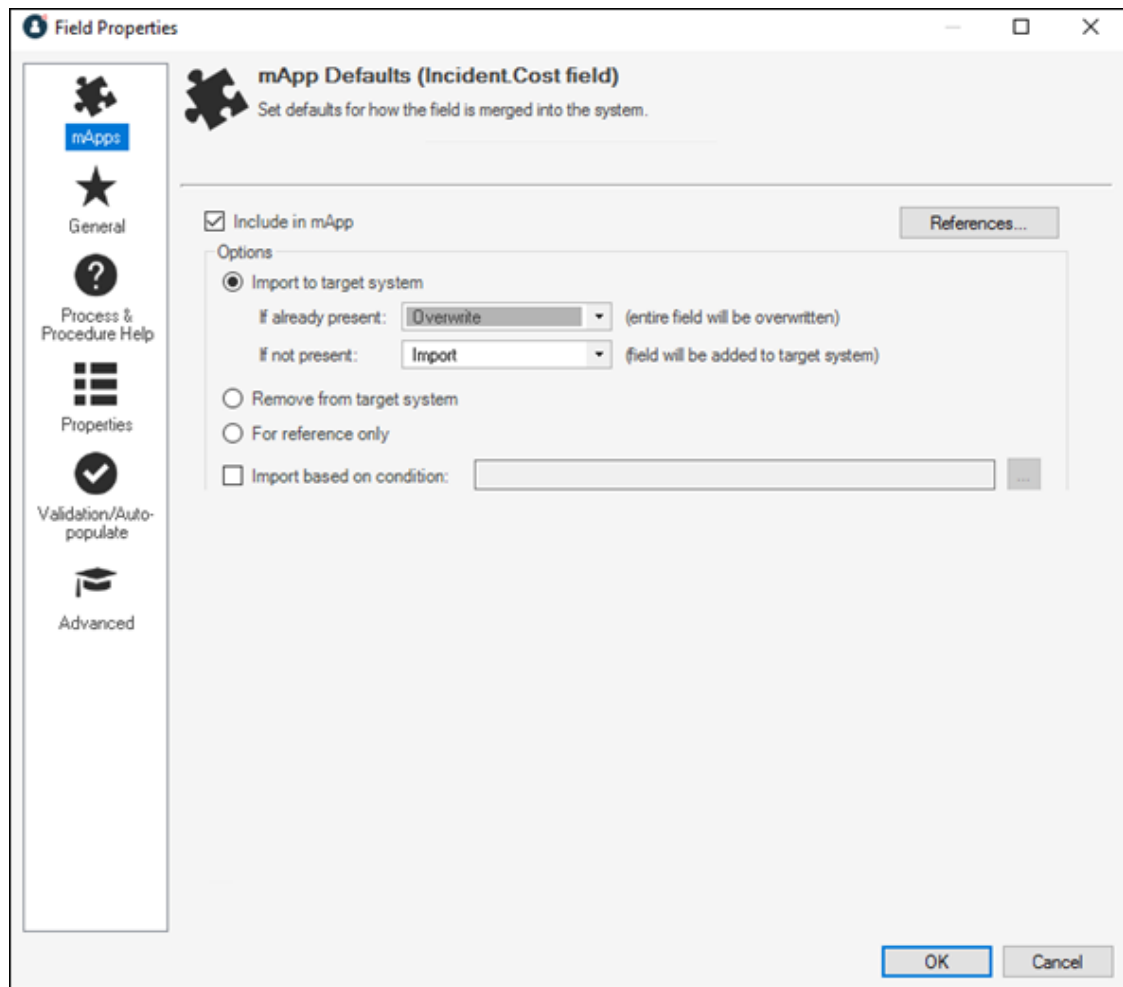 Field Properties
mApps
General
Process &
Procedure Help
Properties
Validation/Auto-
populate
Advanced
mApp Defaults (Incident.Cost field)
Set defaults for how the field is merged into the system.
Include in mApp
References...
Options
Import to target system
If already present: Overwrite (entire field will be overwritten)
If not present: Import (field will be added to target system)
Remove from target system
For reference only
Import based on condition: ...
OK Cancel